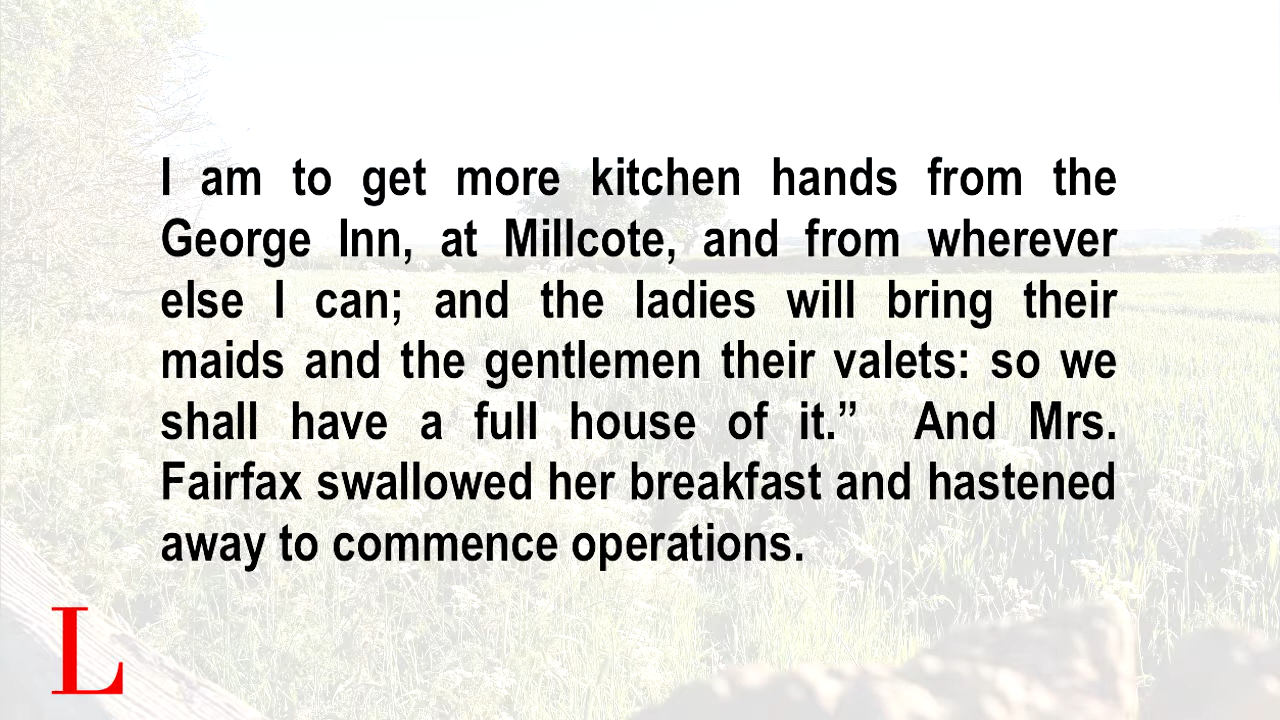 I am to get more kitchen hands from the
George Inn, at Millcote, and from wherever
else I can; and the ladies will bring their
maids and the gentlemen their valets: so we
shall have a full house of it.”  And Mrs.
Fairfax swallowed her breakfast and hastened
away to commence operations.
L